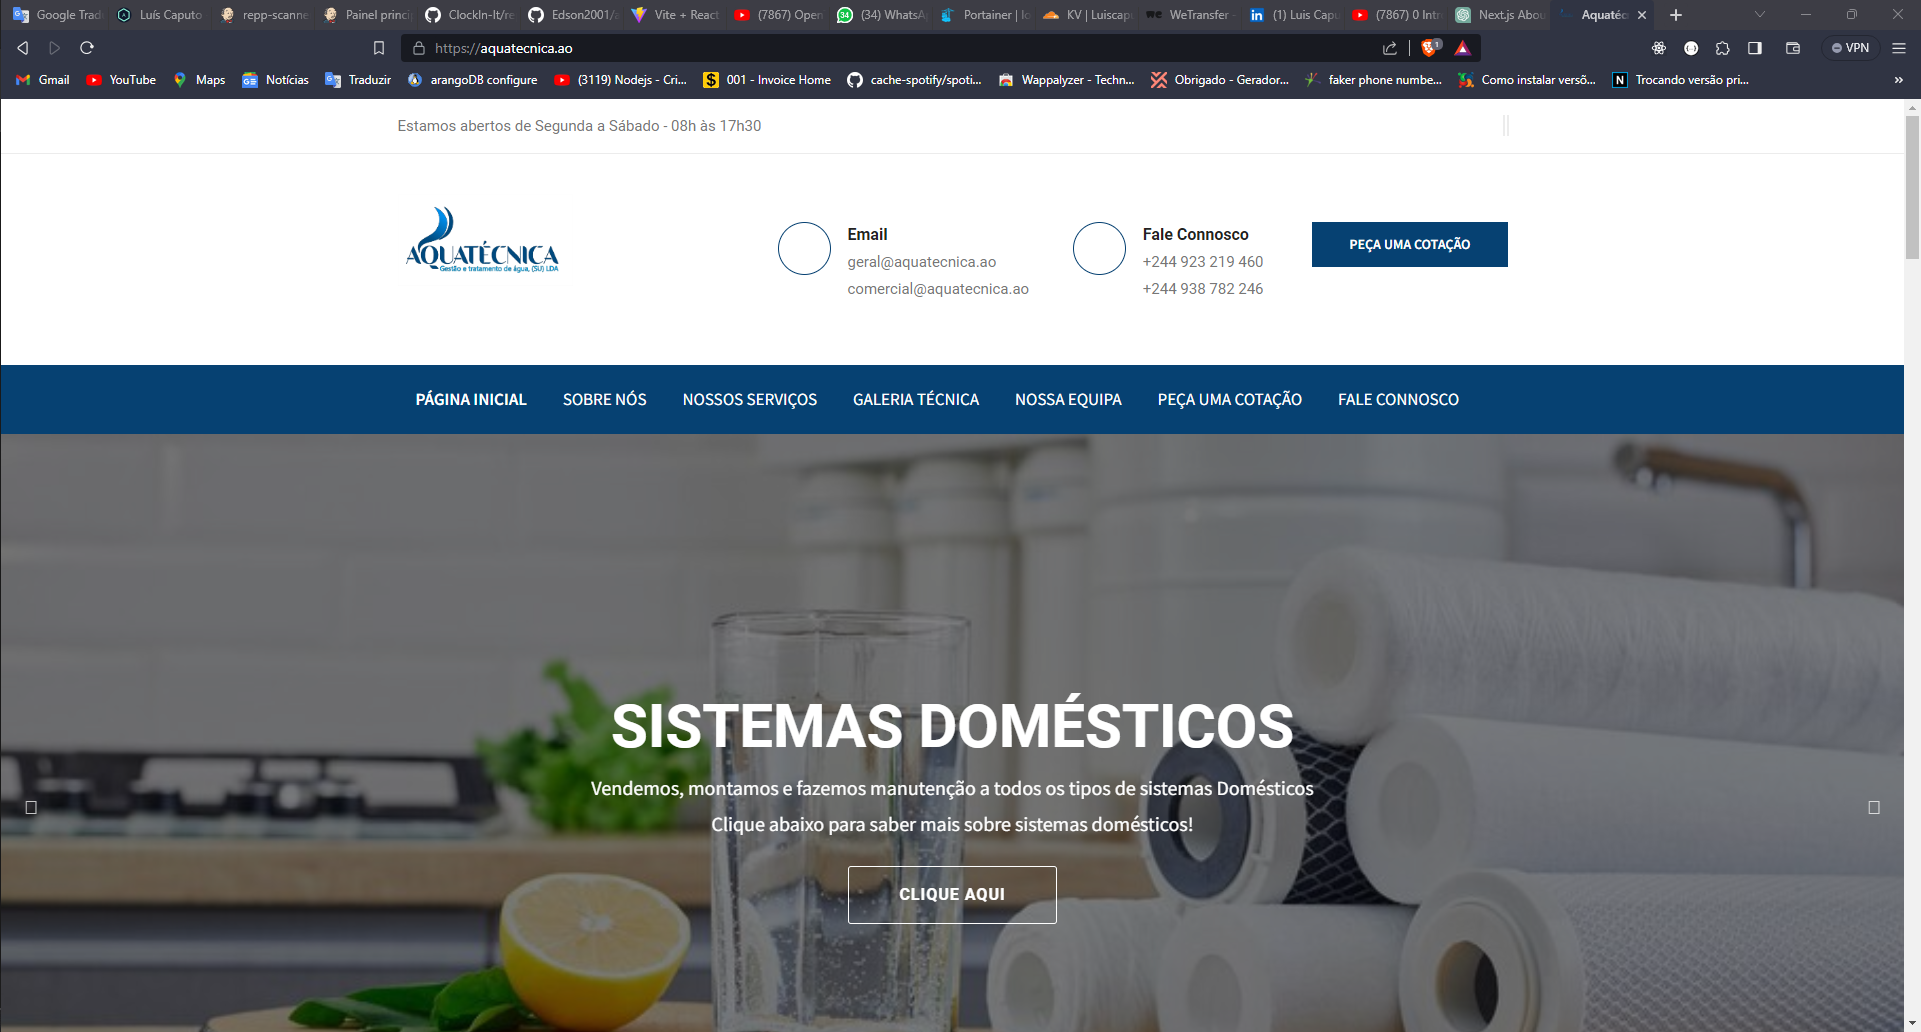 Google Trad
Luís Caputo
repp-scanne
Painel princi
ClockIn-It/re
Edson2001/a
Vite + React
(7867) Open
(34) WhatsA
Portainer | lo
KV | Luiscapu
WeTransfer -
(1) Luis Capu
(7867) 0 Intr
Next.js Abou
Aquatéc
https://aquatecnica.ao
1
VPN
Gmail
YouTube
Maps
Notícias
Traduzir
arangoDB configure
(3119) Nodejs - Cri...
001 - Invoice Home
cache-spotify/spoti...
Wappalyzer - Techn...
Obrigado - Gerador...
faker phone numbe...
Como instalar versõ...
Trocando versão pri...
Estamos abertos de Segunda a Sábado - 08h às 17h30
AQUATÉCNICA
Gestão e tratamento de água, (SU) LDA
Email
geral@aquatecnica.ao
comercial@aquatecnica.ao
Fale Connosco
+244 923 219 460
+244 938 782 246
PEÇA UMA COTAÇÃO
PÁGINA INICIAL
SOBRE NÓS
NOSSOS SERVIÇOS
GALERIA TÉCNICA
NOSSA EQUIPA
PEÇA UMA COTAÇÃO
FALE CONNOSCO
SISTEMAS DOMÉSTICOS
Vendemos, montamos e fazemos manutenção a todos os tipos de sistemas Domésticos
Clique abaixo para saber mais sobre sistemas domésticos!
CLIQUE AQUI